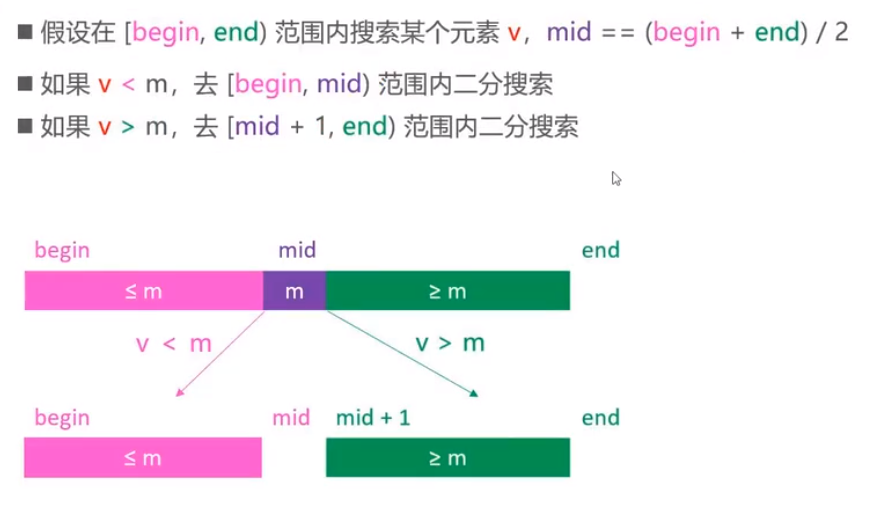 ■ 假设在 [begin, end) 范围内搜索某个元素 v，mid == (begin + end) / 2
■ 如果 v < m，去 [begin, mid) 范围内二分搜索
■ 如果 v > m，去 [mid + 1, end) 范围内二分搜索
begin mid end
≤ m m ≥ m
v < m v > m
begin mid mid + 1 end
≤ m ≥ m